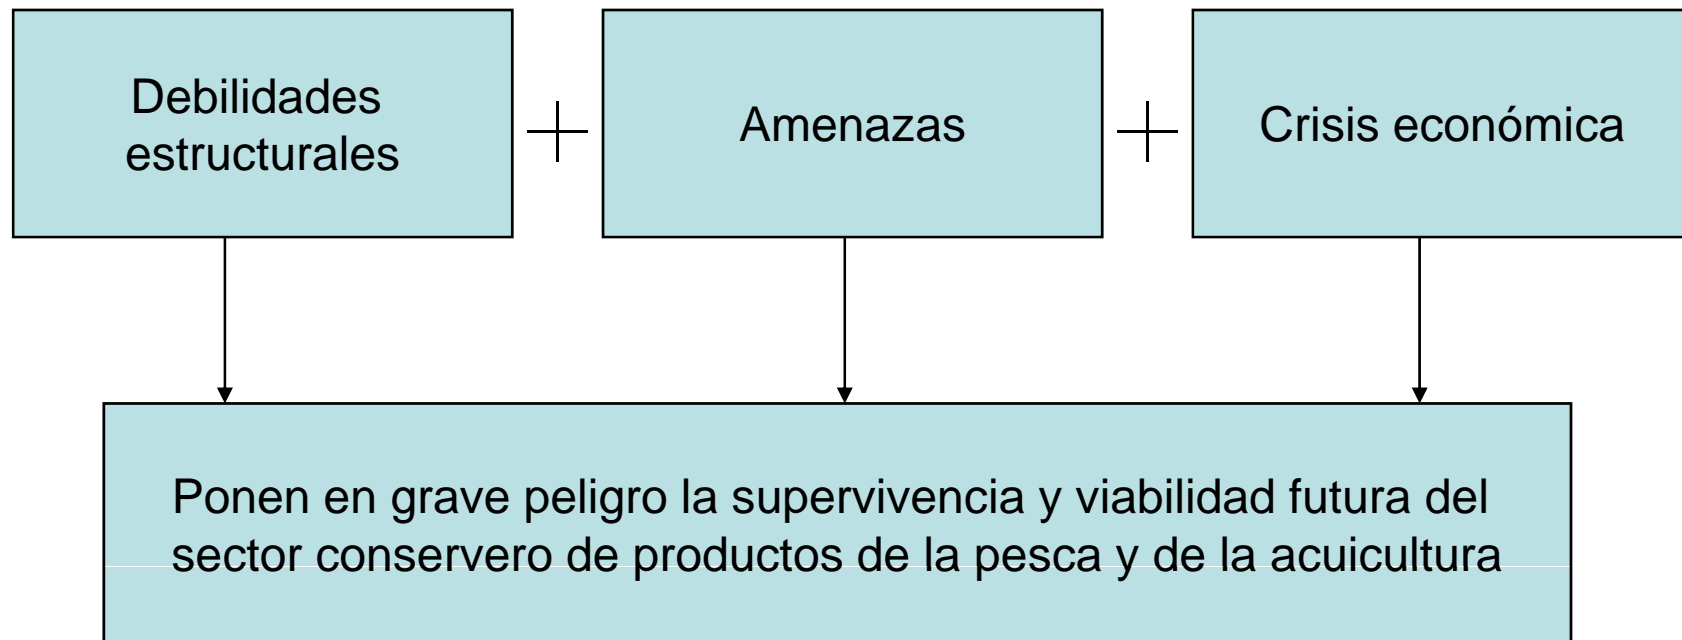 Debilidades
estructurales
Amenazas
Crisis económica
Ponen en grave peligro la supervivencia y viabilidad futura del
sector conservero de productos de la pesca y de la acuicultura